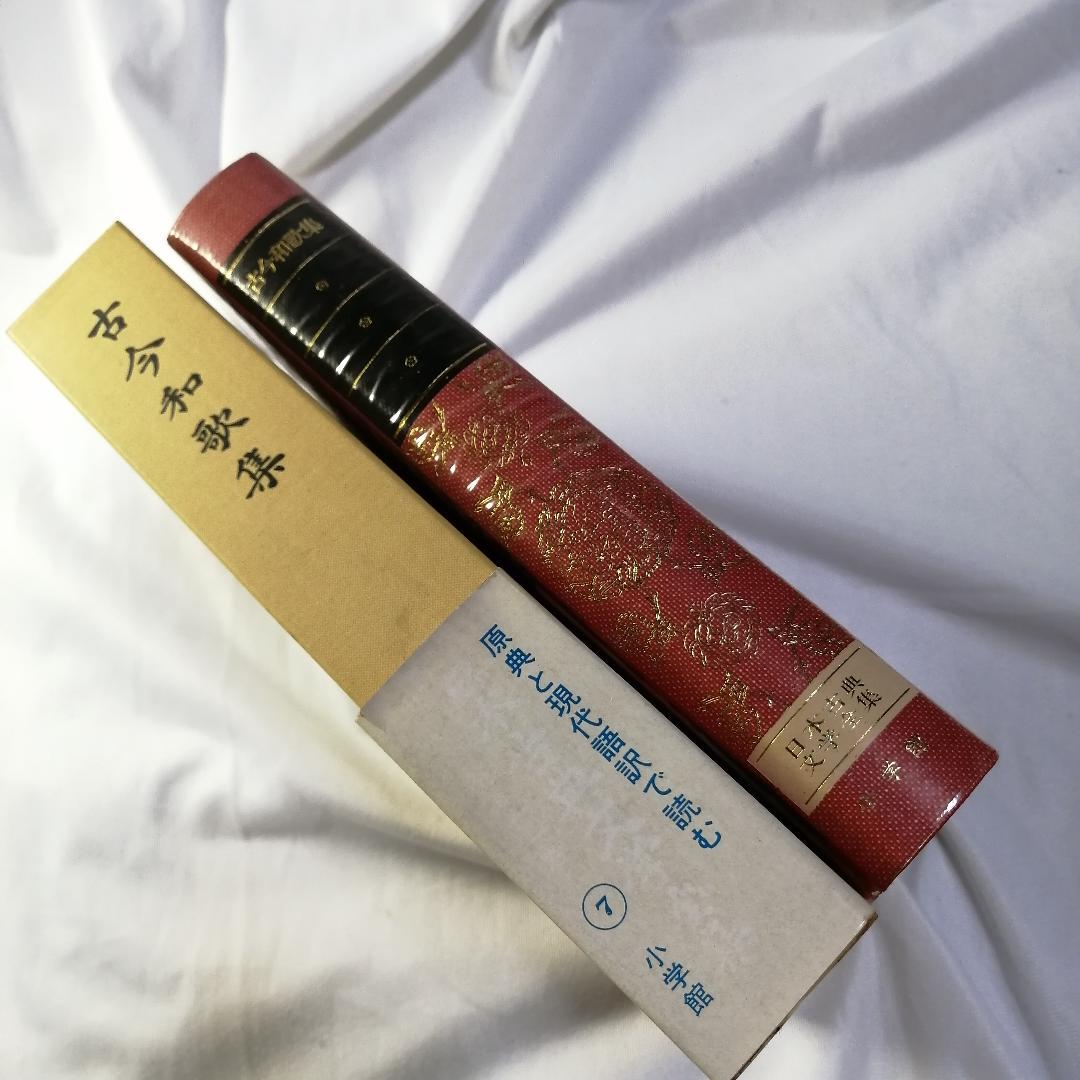 古今和歌集
原典と現代語訳で読む
7
小学館
古今和歌集
日本古典
文学全集
小学館